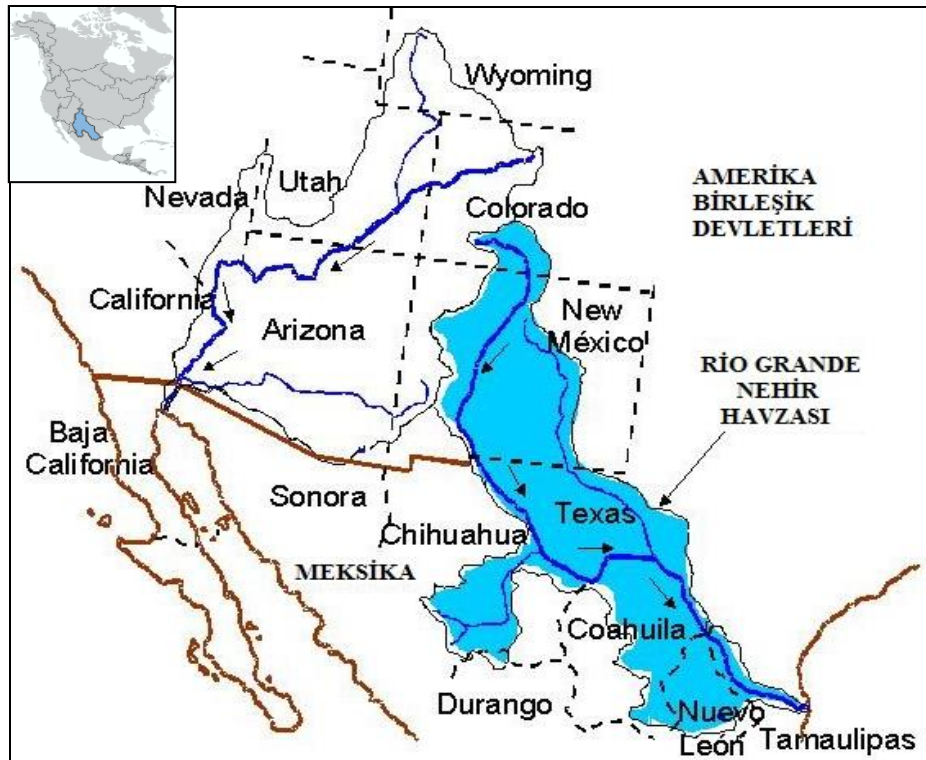 Wyoming
Utah
Nevada
AMERİKA
BİRLEŞİK
DEVLETLERİ
Colorado
California
Arizona
New
México
RİO GRANDE
NEHİR
HAVZASI
Baja
California
Sonora
Texas
Chihuahua
MEKSİKA
Coahuila
Durango
Nuevo
León
Tamaulipas